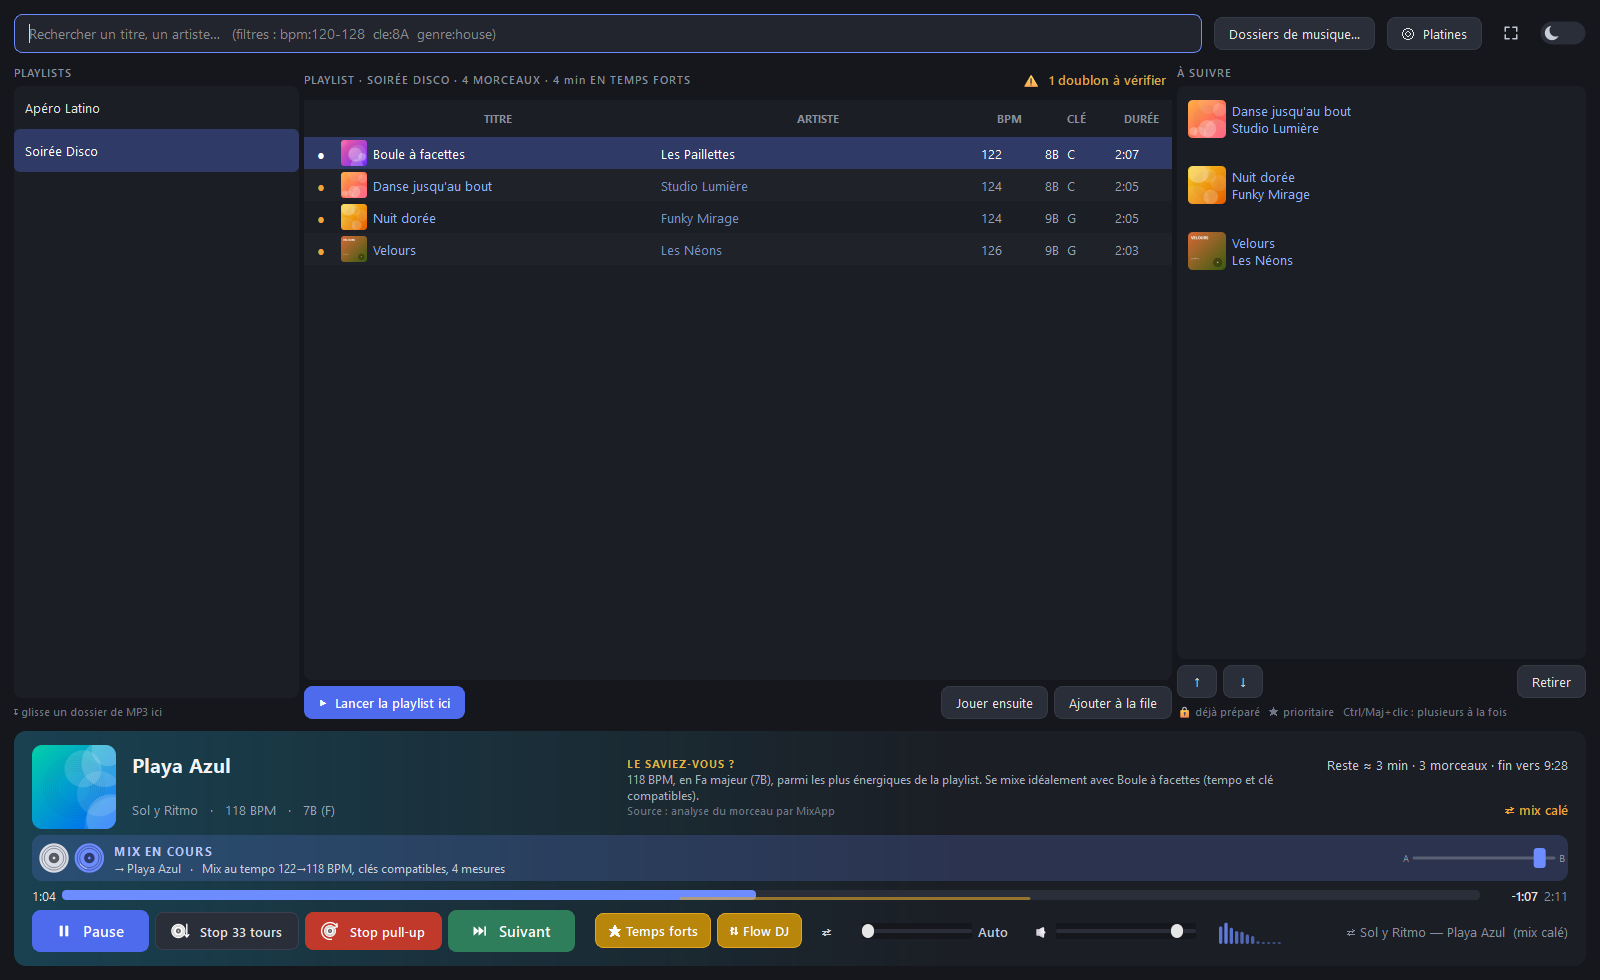 Rechercher un titre, un artiste... (filtres : bpm:120-128 cle:8A genre:house)
Dossiers de musique...
Platines
PLAYLISTS
Apéro Latino
Soirée Disco
glisse un dossier de MP3 ici
PLAYLIST · SOIRÉE DISCO · 4 MORCEAUX · 4 min EN TEMPS FORTS
1 doublon à vérifier
TITRE ARTISTE BPM CLÉ DURÉE
Boule à facettes Les Paillettes 122 8B C 2:07
Danse jusqu'au bout Studio Lumière 124 8B C 2:05
Nuit dorée Funky Mirage 124 9B G 2:05
Velours Les Néons 126 9B G 2:03
Lancer la playlist ici
Jouer ensuite
Ajouter à la file
À SUIVRE
Danse jusqu'au bout
Studio Lumière
Nuit dorée
Funky Mirage
VELOURS
Velours
Les Néons
↑ ↓ Retirer
déjà préparé ★ prioritaire Ctrl/Maj+clic : plusieurs à la fois
Playa Azul
Sol y Ritmo · 118 BPM · 7B (F)
LE SAVIEZ-VOUS ?
118 BPM, en Fa majeur (7B), parmi les plus énergiques de la playlist. Se mixe idéalement avec Boule à facettes (tempo et clé
compatibles).
Source : analyse du morceau par MixApp
Reste ≈ 3 min · 3 morceaux · fin vers 9:28
⇄ mix calé
MIX EN COURS
→ Playa Azul · Mix au tempo 122→118 BPM, clés compatibles, 4 mesures
A B
1:04 -1:07 2:11
Pause
Stop 33 tours
Stop pull-up
Suivant
★ Temps forts
⇅ Flow DJ
⇄
Auto
⇄ Sol y Ritmo — Playa Azul (mix calé)